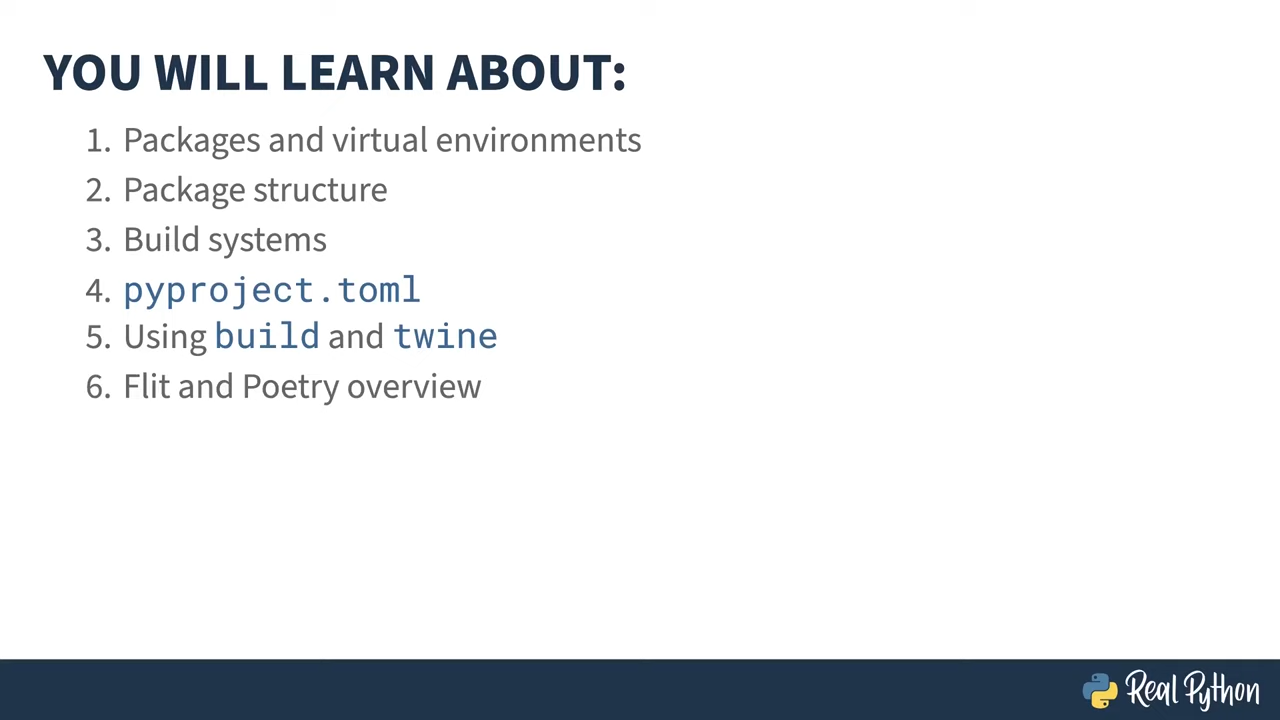 YOU WILL LEARN ABOUT:
1. Packages and virtual environments
2. Package structure
3. Build systems
4. pyproject.toml
5. Using build and twine
6. Flit and Poetry overview
Real Python